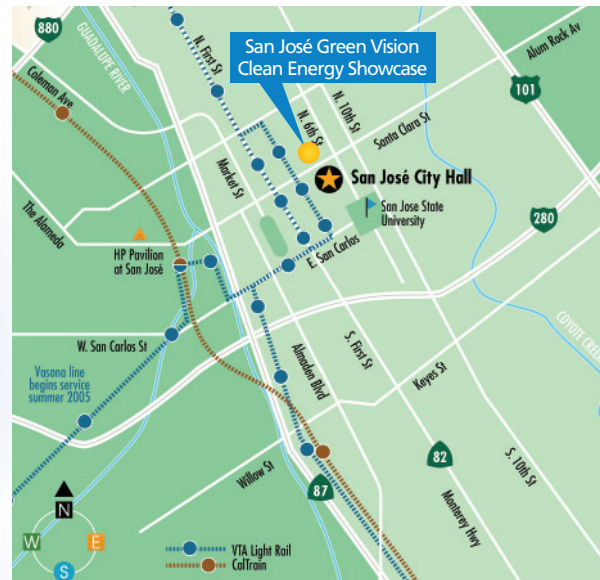 880
GUADALUPE RIVER
N. First St
San José Green Vision
Clean Energy Showcase
Alum Rock Av
101
Coleman Ave
N. 6th St
N. 10th St
Santa Clara St
Market St
San José City Hall
San Jose State
University
280
The Alameda
HP Pavilion
at San José
E. San Carlos
COYOTE CREEK
W. San Carlos St
Vasona line
begins service
summer 2005
Almaden Blvd
S. First St
Keyes St
S. 10th St
82
Willow St
87
Monterey Hwy
N
W
E
S
VTA Light Rail
CalTrain